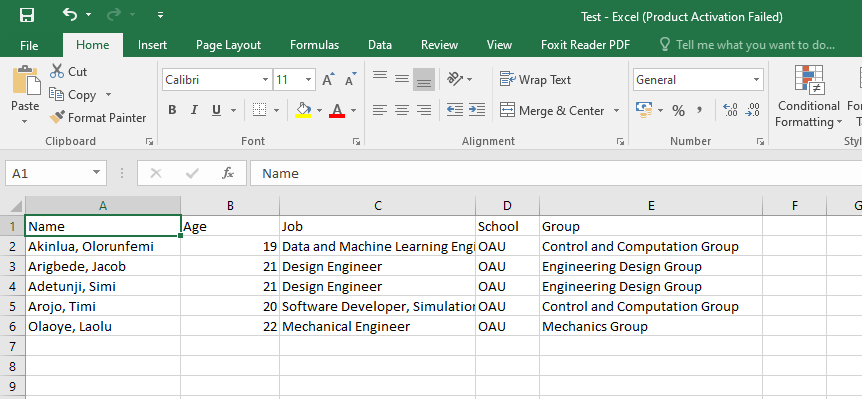 Test - Excel (Product Activation Failed)
File Home Insert Page Layout Formulas Data Review View Foxit Reader PDF Tell me what you want to do...
Paste
Cut
Copy
Format Painter
Calibri 11
B I U
Wrap Text
Merge & Center
General
% ,
Conditional
Formatting
Clipboard Font Alignment Number
A1 fx Name
A B C D E F G
1 Name Age Job School Group
2 Akinlua, Olorunfemi 19 Data and Machine Learning Engi OAU Control and Computation Group
3 Arigbede, Jacob 21 Design Engineer OAU Engineering Design Group
4 Adetunji, Simi 21 Design Engineer OAU Engineering Design Group
5 Arojo, Timi 20 Software Developer, Simulation OAU Control and Computation Group
6 Olaoye, Laolu 22 Mechanical Engineer OAU Mechanics Group
7
8
9